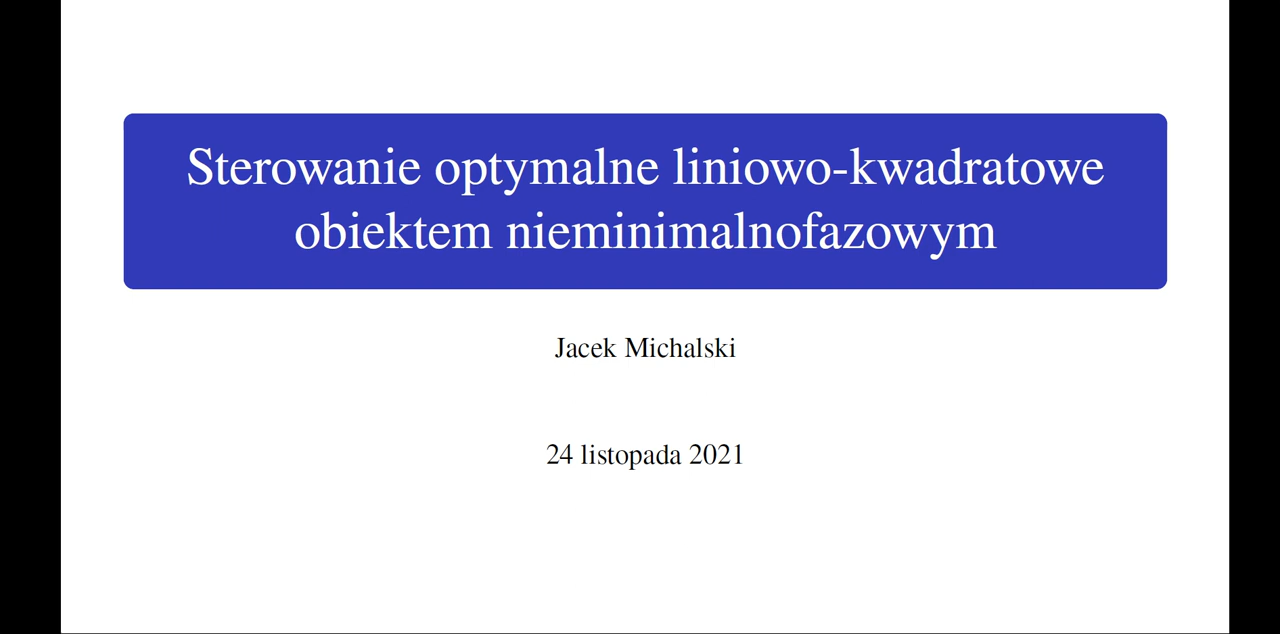 Sterowanie optymalne liniowo-kwadratowe
obiektem nieminimalnofazowym
Jacek Michalski
24 listopada 2021